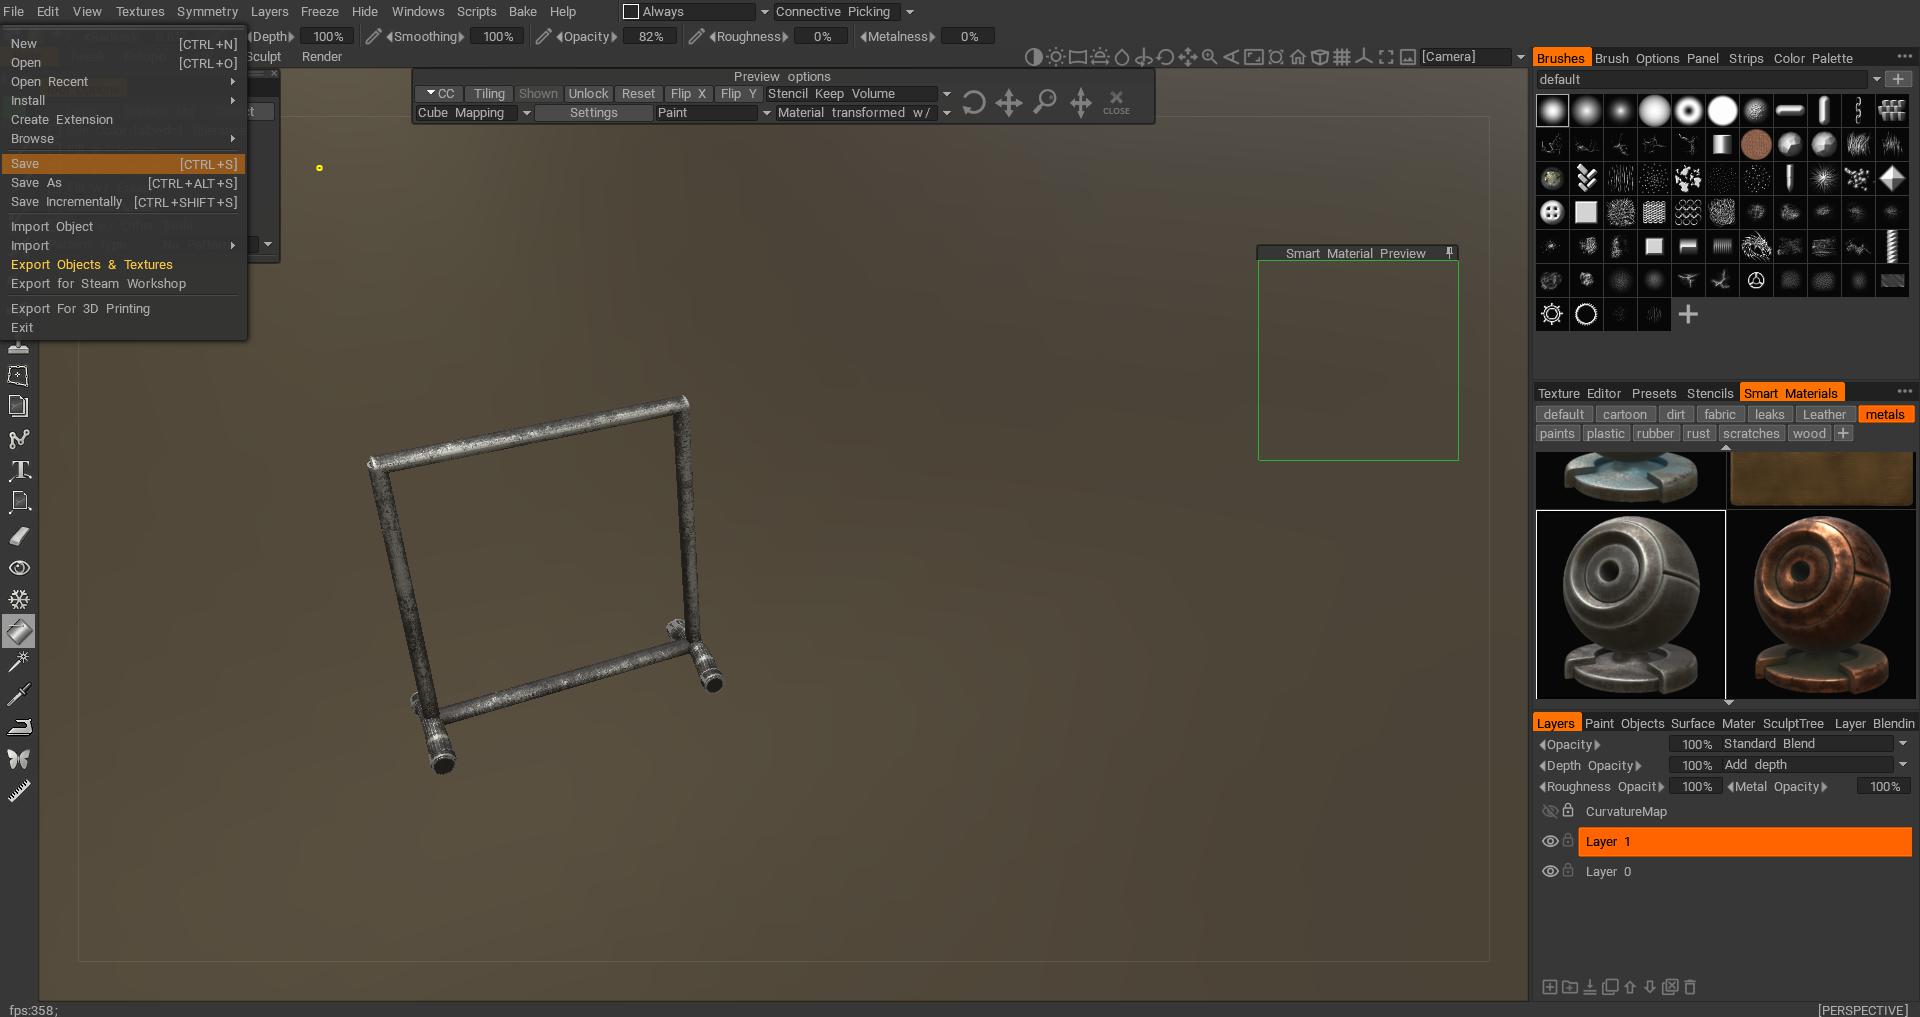 File Edit View Textures Symmetry Layers Freeze Hide Windows Scripts Bake Help Always Connective Picking
Depth 100% Smoothing 100% Opacity 82% Roughness 0% Metalness 0%
Render [Camera]
New [CTRL+N]
Open [CTRL+O]
Open Recent
Install
Create Extension
Browse
Save [CTRL+S]
Save As [CTRL+ALT+S]
Save Incrementally [CTRL+SHIFT+S]
Import Object
Import
Export Objects & Textures
Export for Steam Workshop
Export For 3D Printing
Exit
Preview options
CC Tiling Shown Unlock Reset Flip X Flip Y Stencil Keep Volume
Cube Mapping Settings Paint Material transformed w/
CLOSE
Smart Material Preview
Brushes Brush Options Panel Strips Color Palette
default
Texture Editor Presets Stencils Smart Materials
default cartoon dirt fabric leaks Leather metals
paints plastic rubber rust scratches wood
Layers Paint Objects Surface Mater SculptTree Layer Blendin
Opacity 100% Standard Blend
Depth Opacity 100% Add depth
Roughness Opacit 100% Metal Opacity 100%
CurvatureMap
Layer 1
Layer 0
fps:358; [PERSPECTIVE]